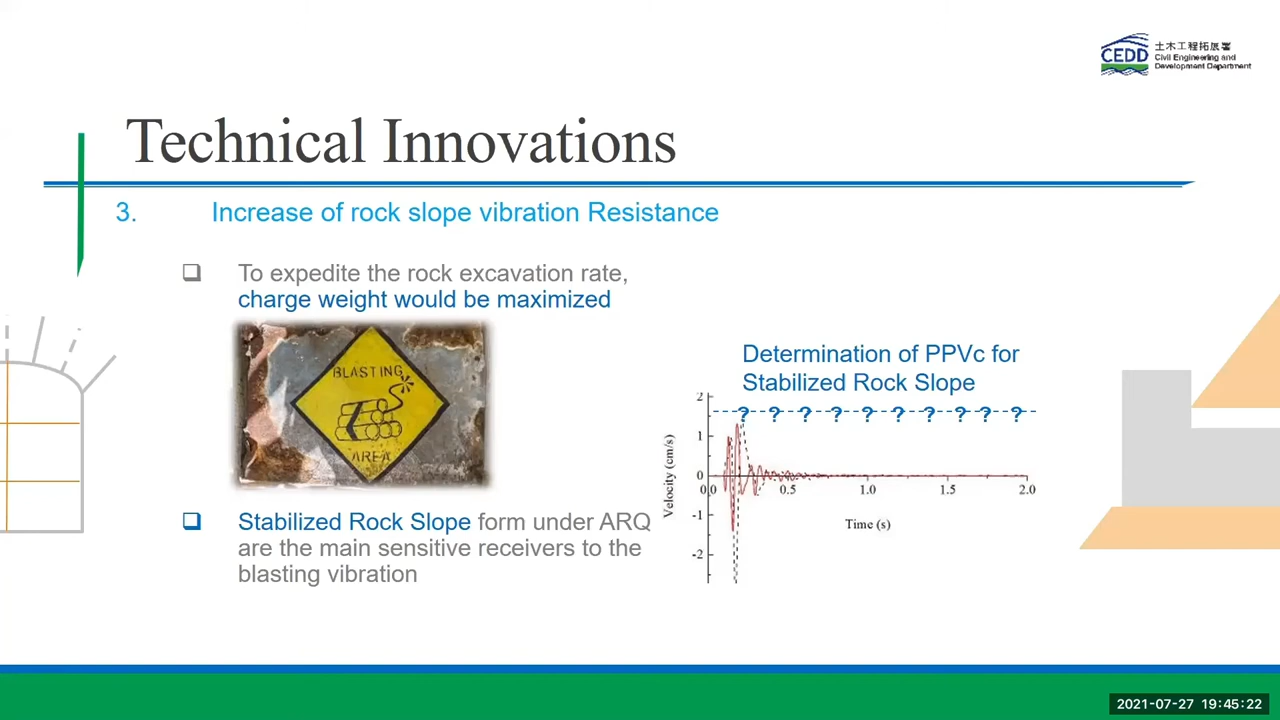 土木工程拓展署
CEDD
Civil Engineering and
Development Department
Technical Innovations
3. Increase of rock slope vibration Resistance
❑ To expedite the rock excavation rate,
charge weight would be maximized
BLASTING
AREA
❑ Stabilized Rock Slope form under ARQ
are the main sensitive receivers to the
blasting vibration
Determination of PPVc for
Stabilized Rock Slope
? ? ? ? ? ? ? ? ? ?
2
1
0
-1
-2
Velocity (cm/s)
0.0 0.5 1.0 1.5 2.0
Time (s)
2021-07-27 19:45:22